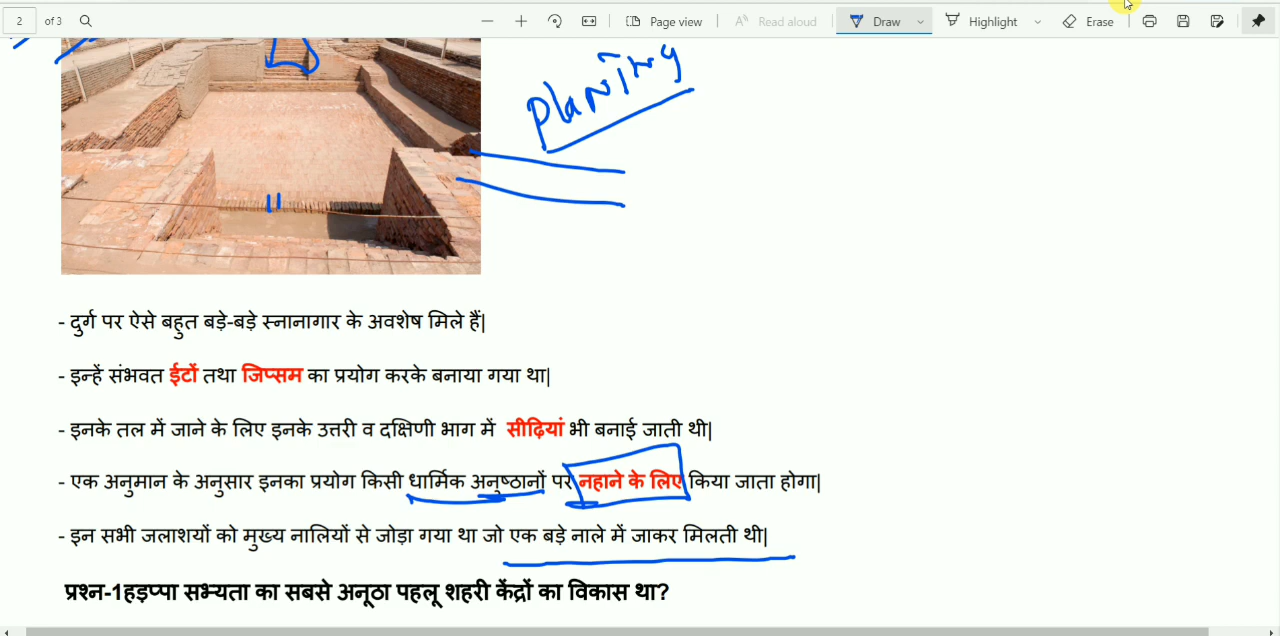 2 of 3 Page view Read aloud Draw Highlight Erase
planing
- दुर्ग पर ऐसे बहुत बड़े-बड़े स्नानागार के अवशेष मिले हैं|
- इन्हें संभवत ईटों तथा जिप्सम का प्रयोग करके बनाया गया था|
- इनके तल में जाने के लिए इनके उत्तरी व दक्षिणी भाग में सीढ़ियां भी बनाई जाती थी|
- एक अनुमान के अनुसार इनका प्रयोग किसी धार्मिक अनुष्ठानों पर नहाने के लिए किया जाता होगा|
- इन सभी जलाशयों को मुख्य नालियों से जोड़ा गया था जो एक बड़े नाले में जाकर मिलती थी|
प्रश्न-1हड़प्पा सभ्यता का सबसे अनूठा पहलू शहरी केंद्रों का विकास था?